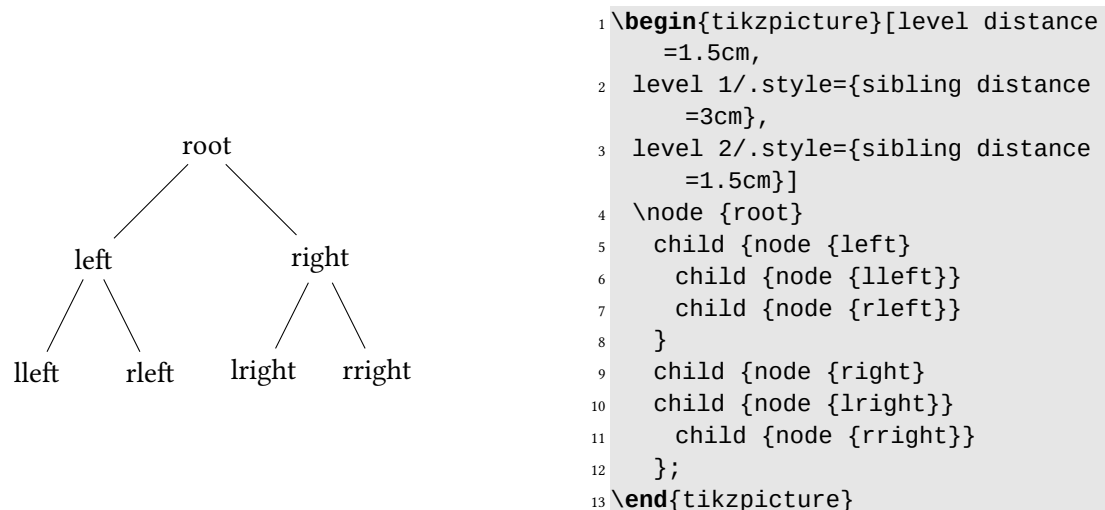 root
left right
lleft rleft lright rright
1 \begin{tikzpicture}[level distance
=1.5cm,
2 level 1/.style={sibling distance
=3cm},
3 level 2/.style={sibling distance
=1.5cm}]
4 \node {root}
5 child {node {left}
6 child {node {lleft}}
7 child {node {rleft}}
8 }
9 child {node {right}
10 child {node {lright}}
11 child {node {rright}}
12 };
13 \end{tikzpicture}